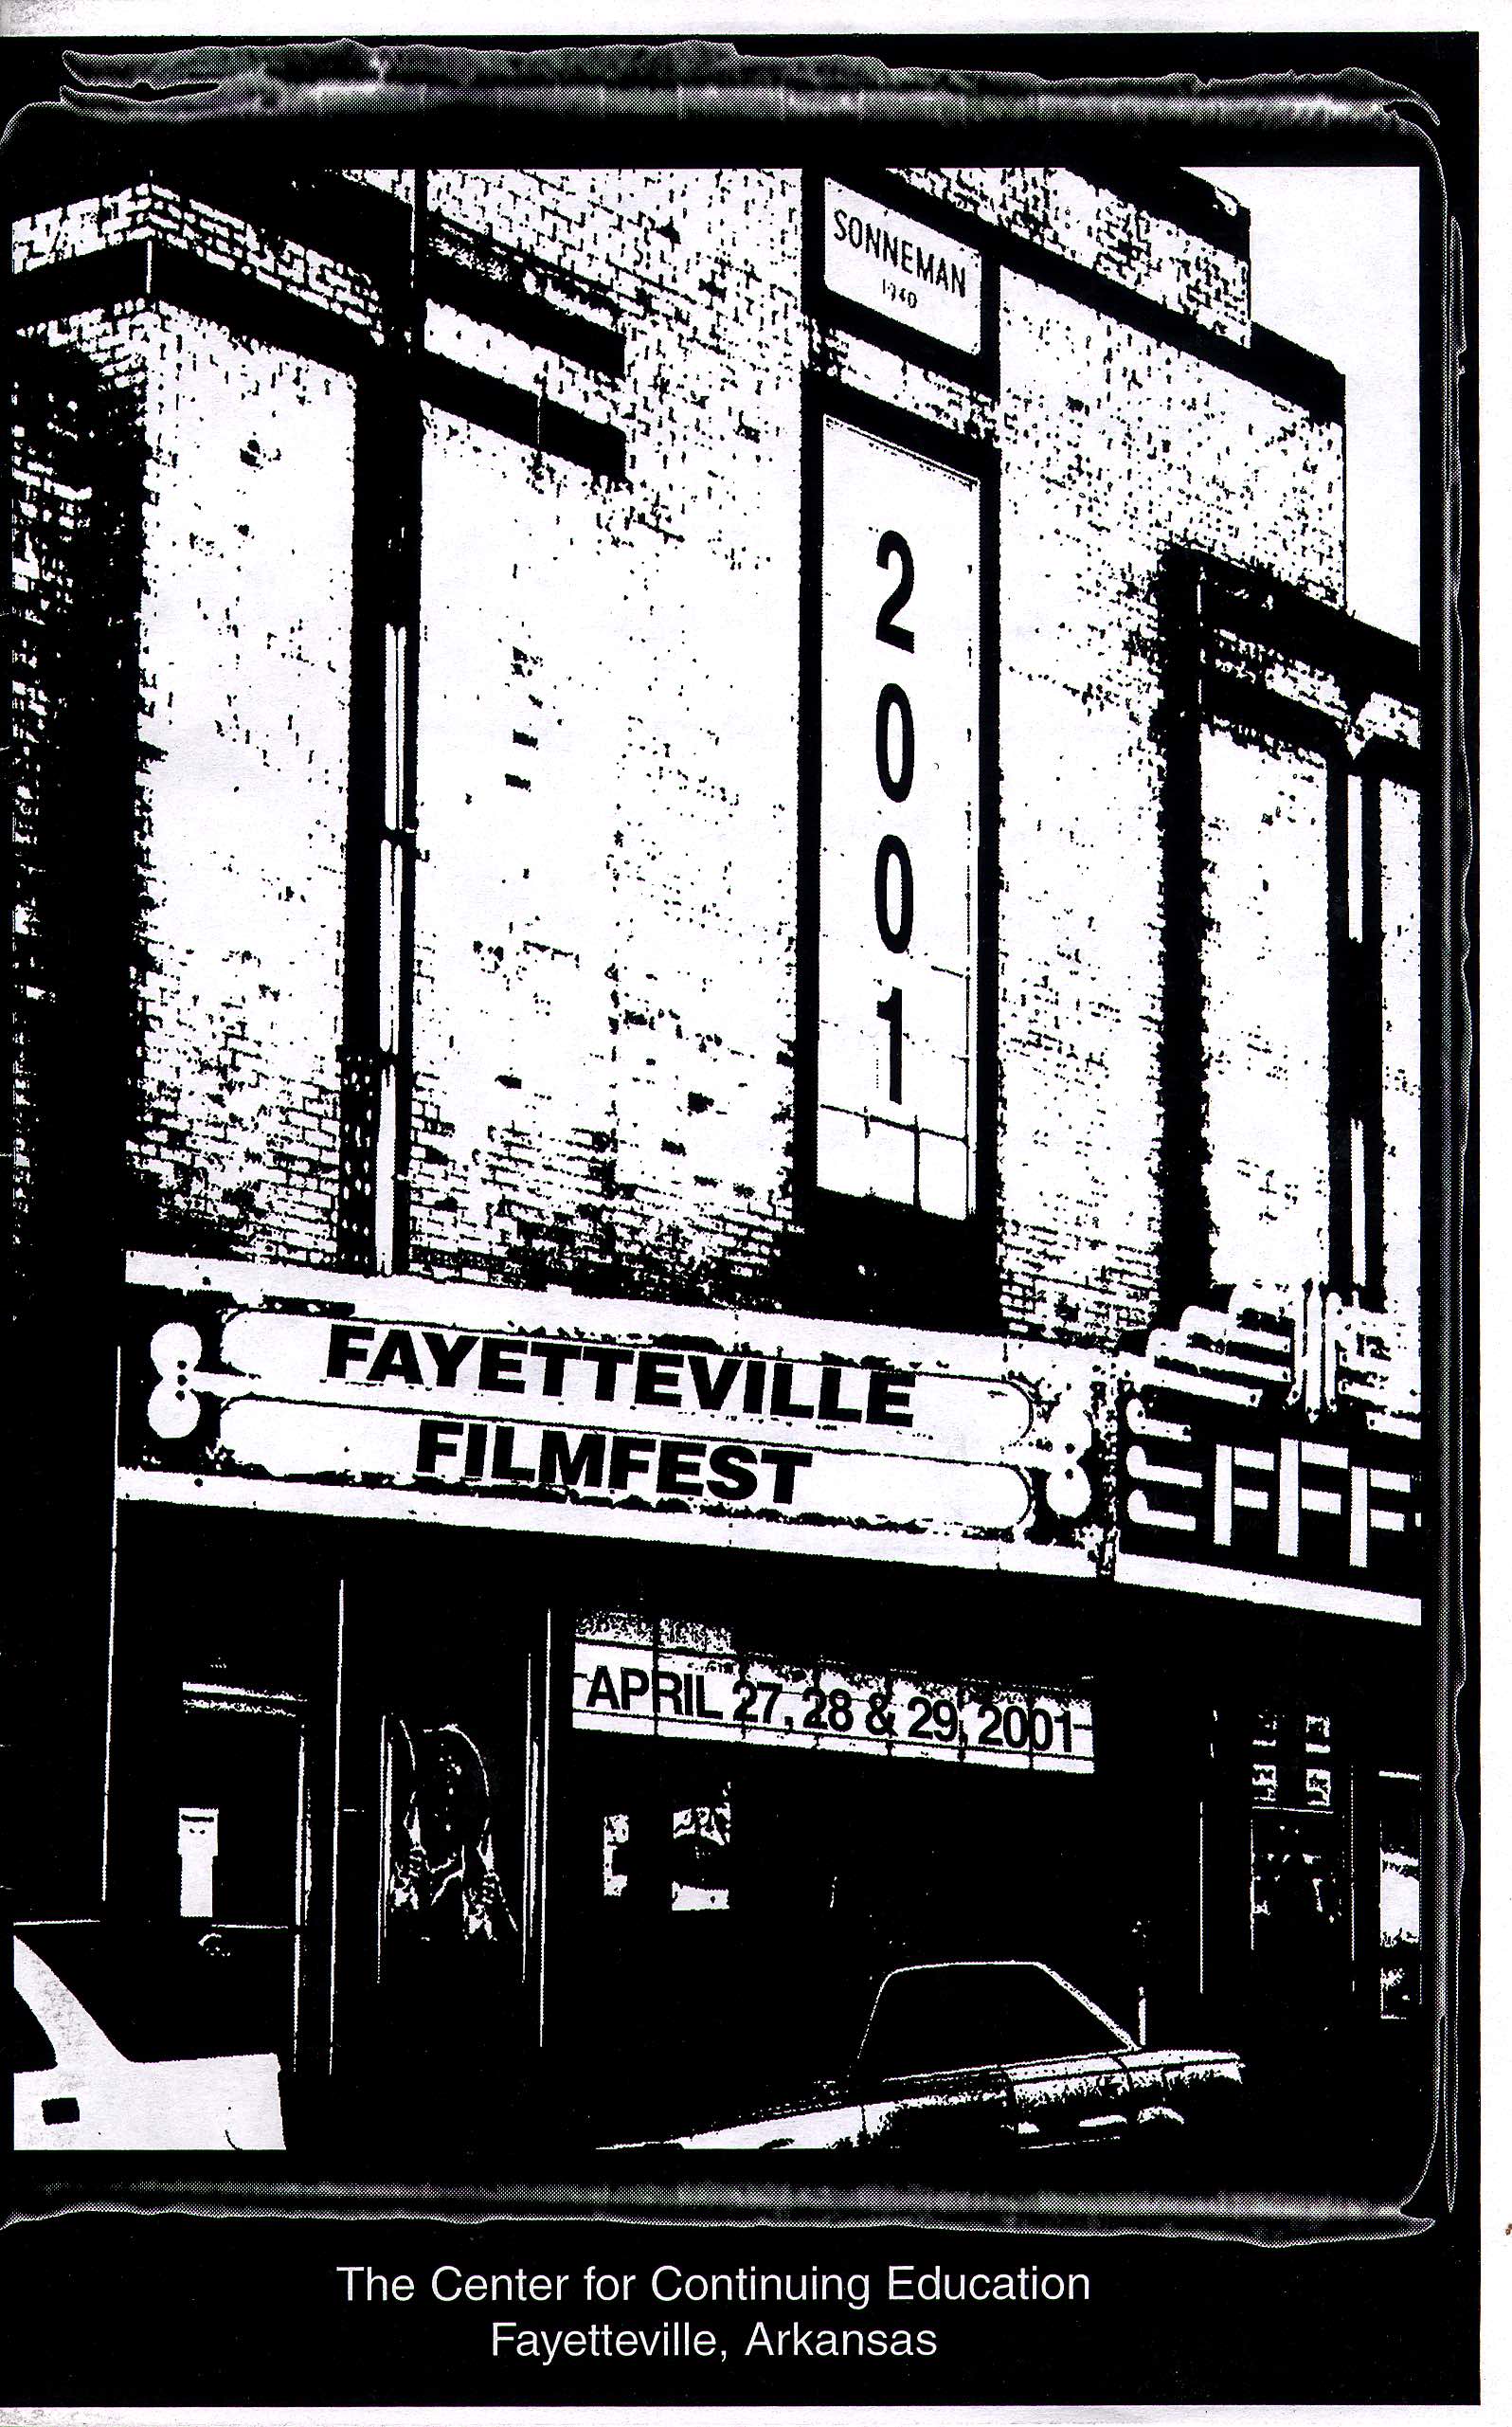 SONNEMAN
1940
2
0
0
1
FAYETTEVILLE
FILMFEST
FFF
APRIL 27, 28 & 29, 2001
The Center for Continuing Education
Fayetteville, Arkansas